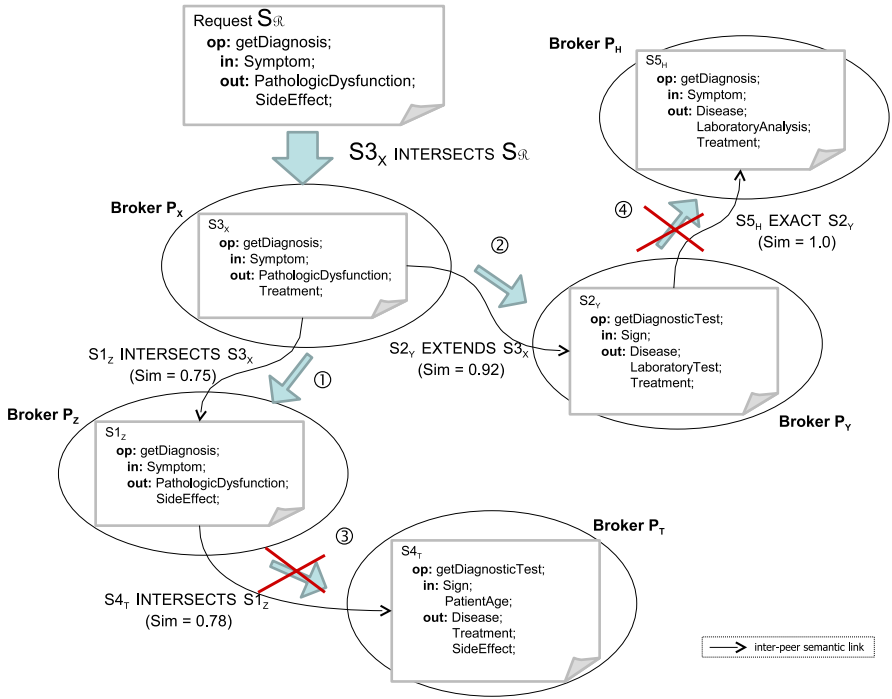 Request Sℛ
op: getDiagnosis;
in: Symptom;
out: PathologicDysfunction;
SideEffect;
S3X INTERSECTS Sℛ
Broker PH
S5H
op: getDiagnosis;
in: Symptom;
out: Disease;
LaboratoryAnalysis;
Treatment;
Broker PX
S3X
op: getDiagnosis;
in: Symptom;
out: PathologicDysfunction;
Treatment;
②
④
S5H EXACT S2Y
(Sim = 1.0)
S2Y
op: getDiagnosticTest;
in: Sign;
out: Disease;
LaboratoryTest;
Treatment;
Broker PY
S2Y EXTENDS S3X
(Sim = 0.92)
S1Z INTERSECTS S3X
(Sim = 0.75)
①
Broker PZ
S1Z
op: getDiagnosis;
in: Symptom;
out: PathologicDysfunction;
SideEffect;
③
S4T INTERSECTS S1Z
(Sim = 0.78)
Broker PT
S4T
op: getDiagnosticTest;
in: Sign;
PatientAge;
out: Disease;
Treatment;
SideEffect;
inter-peer semantic link